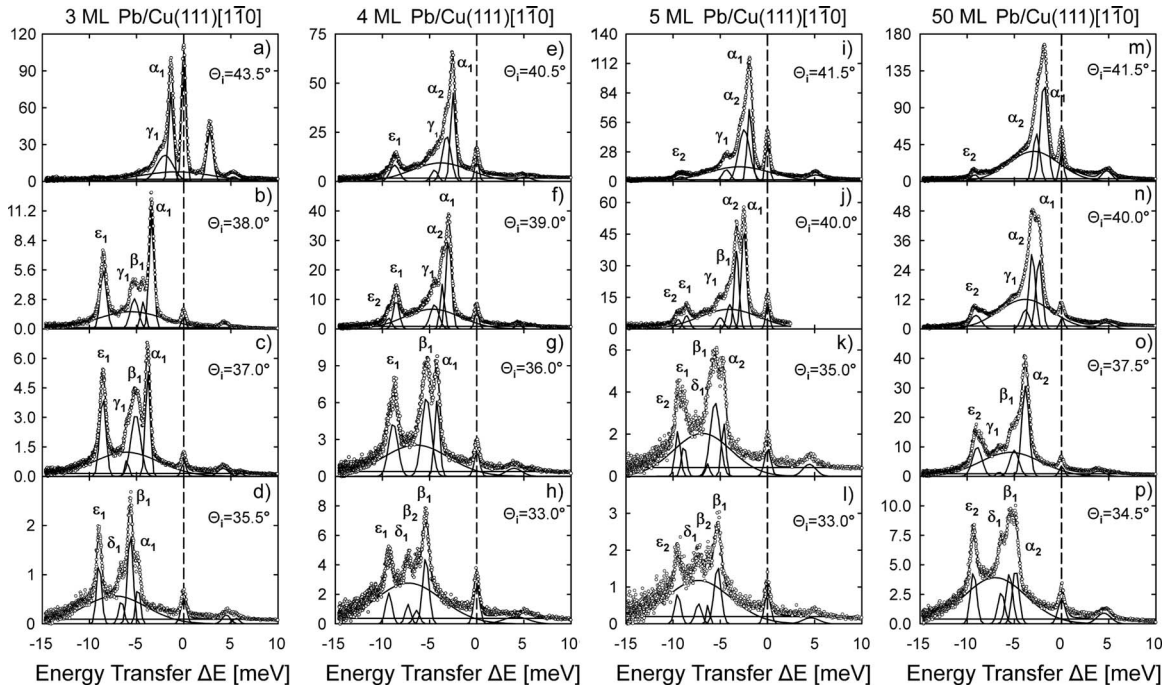 3 ML Pb/Cu(111)[11̅0]
4 ML Pb/Cu(111)[11̅0]
5 ML Pb/Cu(111)[11̅0]
50 ML Pb/Cu(111)[11̅0]
120
90
60
30
0
a)
Θi=43.5°
α1
γ1
75
50
25
0
e)
Θi=40.5°
α1
α2
γ1
ε1
140
112
84
56
28
0
i)
Θi=41.5°
α1
α2
γ1
ε2
180
135
90
45
0
m)
Θi=41.5°
α1
α2
ε2
11.2
8.4
5.6
2.8
0.0
b)
Θi=38.0°
α1
β1
γ1
ε1
40
30
20
10
0
f)
Θi=39.0°
α1
α2
γ1
ε1
ε2
60
45
30
15
0
j)
Θi=40.0°
α2
α1
β1
γ1
ε1
ε2
48
36
24
12
0
n)
Θi=40.0°
α1
α2
ε2
6.0
4.5
3.0
1.5
0.0
c)
Θi=37.0°
α1
β1
γ1
ε1
9
6
3
0
g)
Θi=36.0°
β1
α1
ε1
6
4
2
0
k)
Θi=35.0°
β1
α2
δ1
ε1
ε2
40
30
20
10
0
o)
Θi=37.5°
α2
β1
γ1
ε2
2
1
0
d)
Θi=35.5°
β1
α1
δ1
ε1
8
6
4
2
0
h)
Θi=33.0°
β1
β2
δ1
ε1
3
2
1
0
l)
Θi=33.0°
β1
β2
δ1
ε2
10.0
7.5
5.0
2.5
0.0
p)
Θi=34.5°
β1
α2
δ1
ε2
-15 -10 -5 0 5 10
-15 -10 -5 0 5 10
-15 -10 -5 0 5 10
-15 -10 -5 0 5 10
Energy Transfer ΔE [meV]
Energy Transfer ΔE [meV]
Energy Transfer ΔE [meV]
Energy Transfer ΔE [meV]